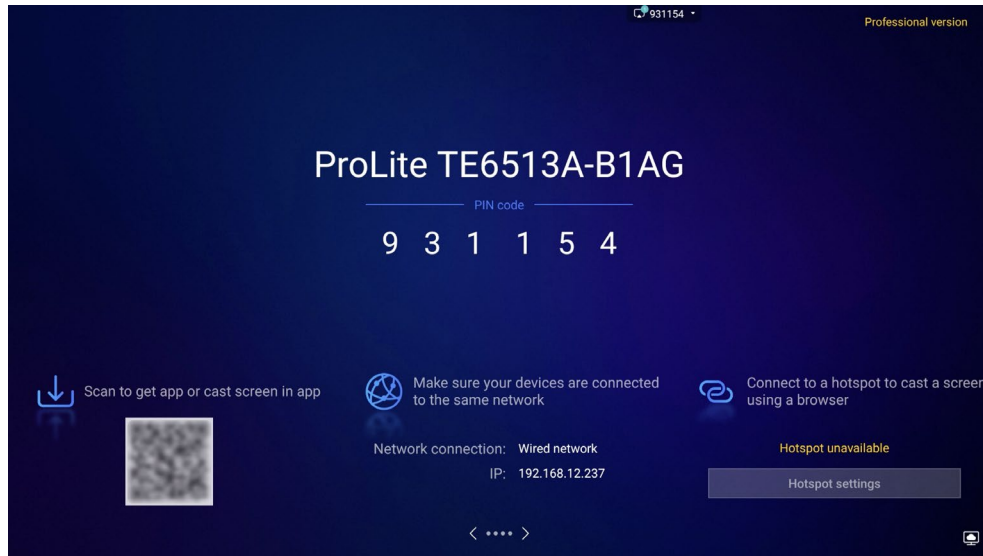 931154
Professional version
ProLite TE6513A-B1AG
PIN code
9 3 1 1 5 4
Scan to get app or cast screen in app
Make sure your devices are connected
to the same network
Network connection: Wired network
IP: 192.168.12.237
Connect to a hotspot to cast a screen
using a browser
Hotspot unavailable
Hotspot settings